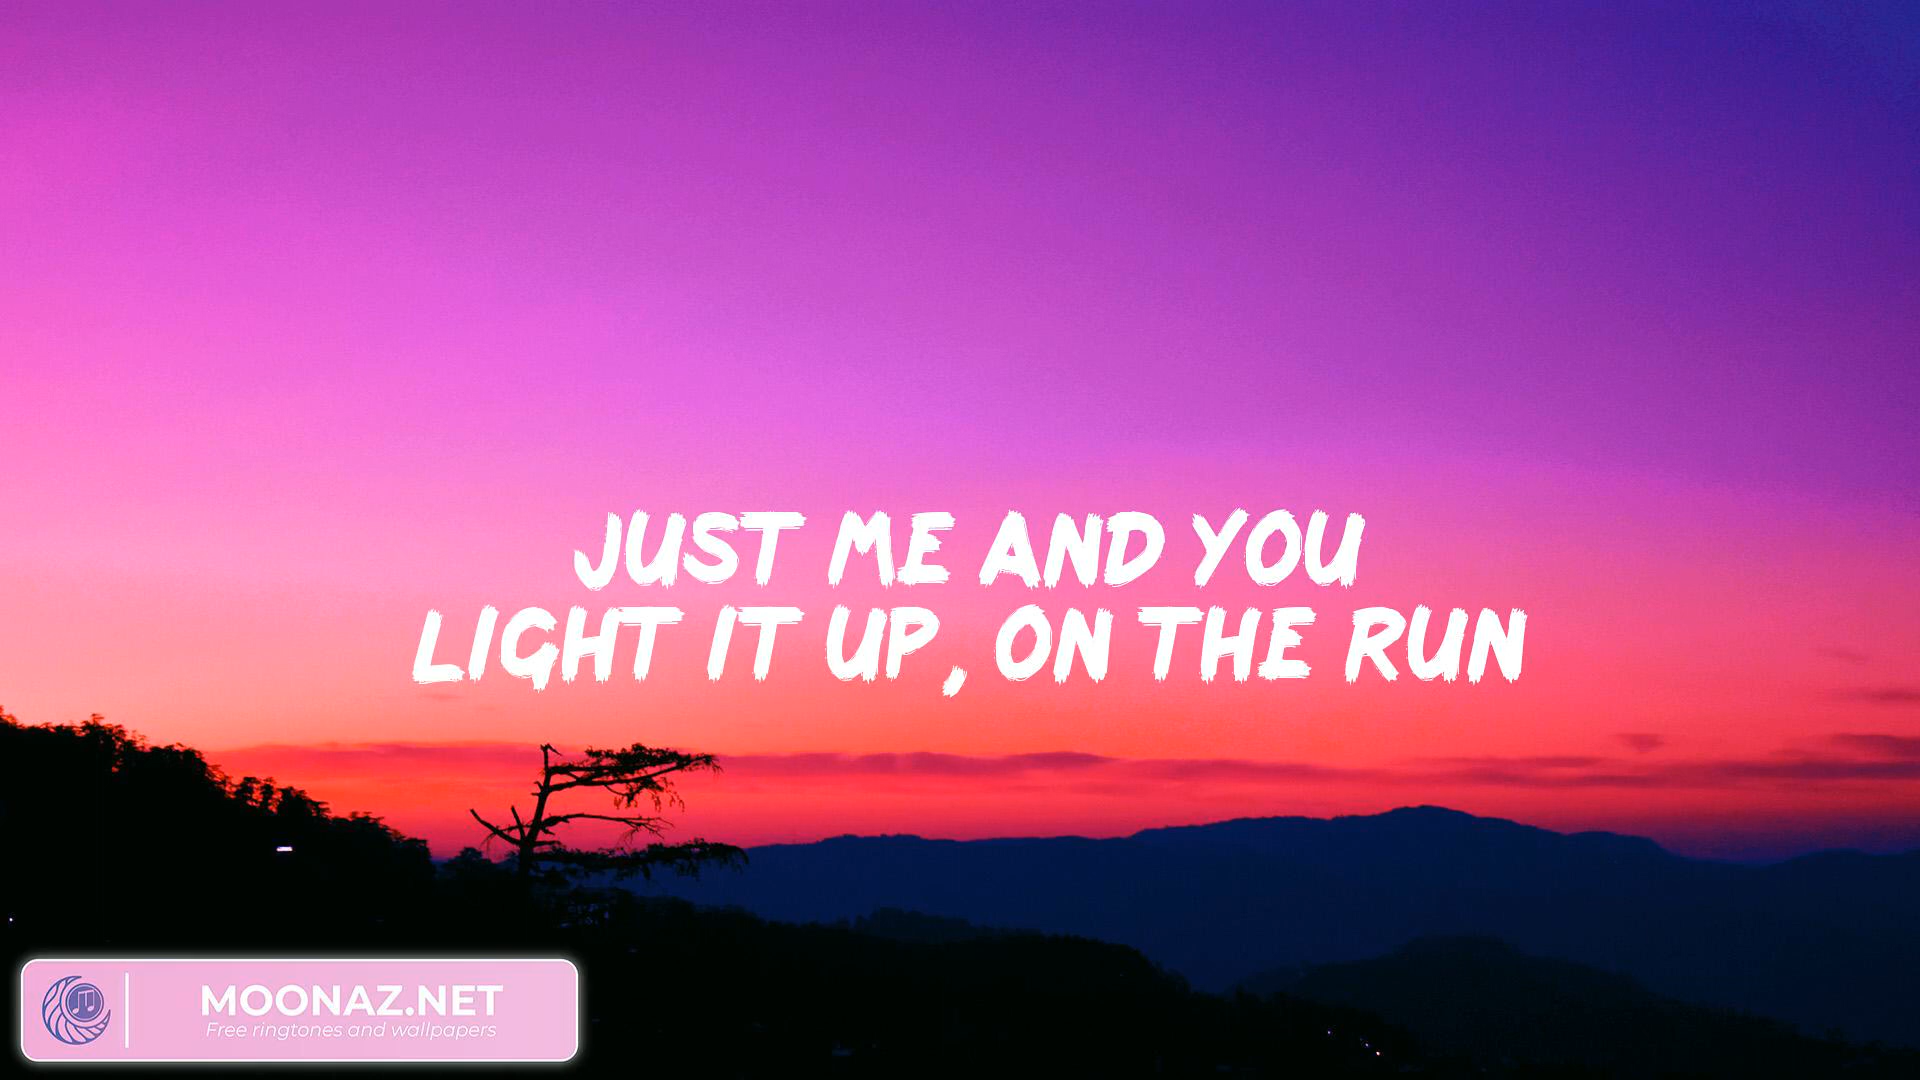 JUST ME AND YOU
LIGHT IT UP, ON THE RUN
MOONAZ.NET
Free ringtones and wallpapers